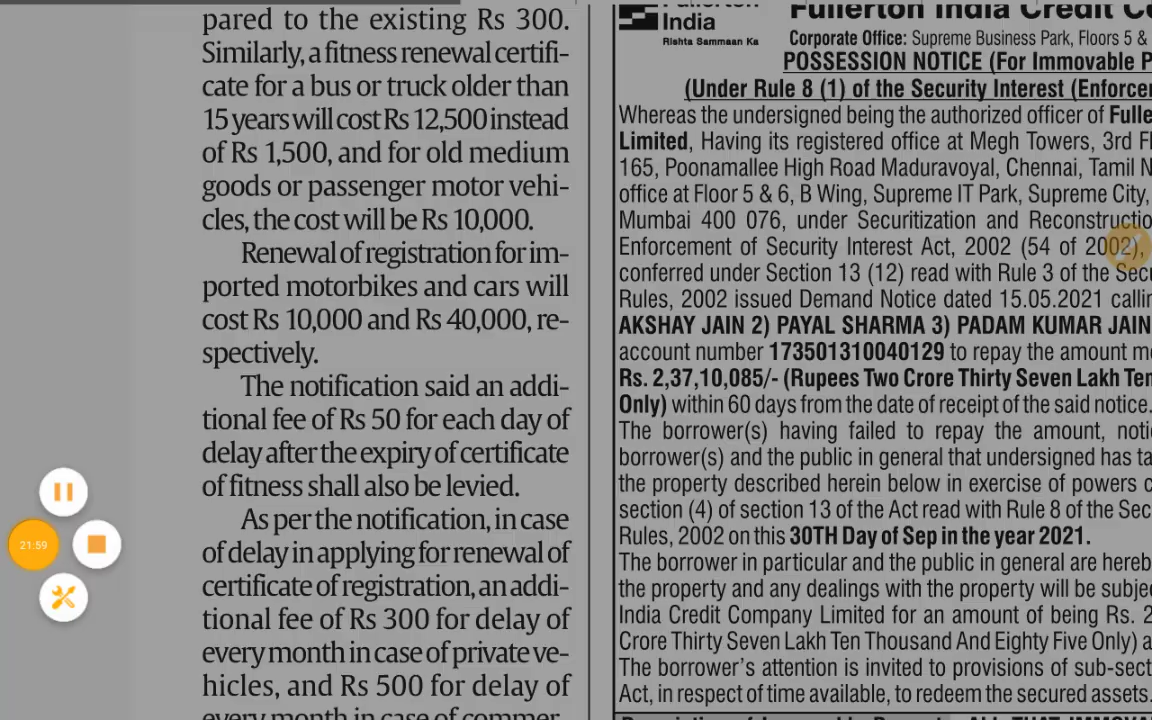 pared to the existing Rs 300.
Similarly, a fitness renewal certifi-
cate for a bus or truck older than
15 years will cost Rs 12,500 instead
of Rs 1,500, and for old medium
goods or passenger motor vehi-
cles, the cost will be Rs 10,000.
Renewal of registration for im-
ported motorbikes and cars will
cost Rs 10,000 and Rs 40,000, re-
spectively.
The notification said an addi-
tional fee of Rs 50 for each day of
delay after the expiry of certificate
of fitness shall also be levied.
As per the notification, in case
of delay in applying for renewal of
certificate of registration, an addi-
tional fee of Rs 300 for delay of
every month in case of private ve-
hicles, and Rs 500 for delay of
every month in case of commer-
Fullerton
India
Rishta Sammaan Ka
Fullerton India Credit
Corporate Office: Supreme Business Park, Floors 5 &
POSSESSION NOTICE (For Immovable
(Under Rule 8 (1) of the Security Interest
Whereas the undersigned being the authorized officer of
Limited, Having its registered office at Megh Towers, 3rd
165, Poonamallee High Road Maduravoyal, Chennai, Tamil
office at Floor 5 & 6, B Wing, Supreme IT Park, Supreme City,
Mumbai 400 076, under Securitization and
Enforcement of Security Interest Act, 2002 (54 of 2002),
conferred under Section 13 (12) read with Rule 3 of the
Rules, 2002 issued Demand Notice dated 15.05.2021
AKSHAY JAIN 2) PAYAL SHARMA 3) PADAM KUMAR JAIN
account number 173501310040129 to repay the amount
Rs. 2,37,10,085/- (Rupees Two Crore Thirty Seven Lakh Ten
Only) within 60 days from the date of receipt of the said notice.
The borrower(s) having failed to repay the amount,
borrower(s) and the public in general that undersigned has
the property described herein below in exercise of powers
section (4) of section 13 of the Act read with Rule 8 of the
Rules, 2002 on this 30TH Day of Sep in the year 2021.
The borrower in particular and the public in general are
the property and any dealings with the property will be
India Credit Company Limited for an amount of being Rs. 2
Crore Thirty Seven Lakh Ten Thousand And Eighty Five Only)
The borrower's attention is invited to provisions of
Act, in respect of time available, to redeem the secured assets.
21:59